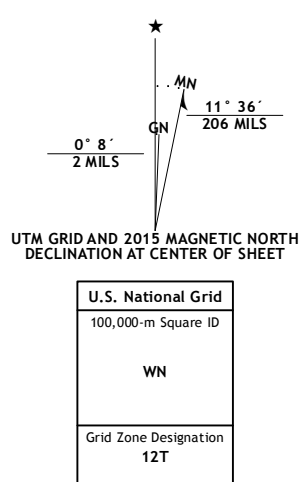 MN
GN
11° 36´
206 MILS
0° 8´
2 MILS
UTM GRID AND 2015 MAGNETIC NORTH
DECLINATION AT CENTER OF SHEET
U.S. National Grid
100,000-m Square ID
WN
Grid Zone Designation
12T